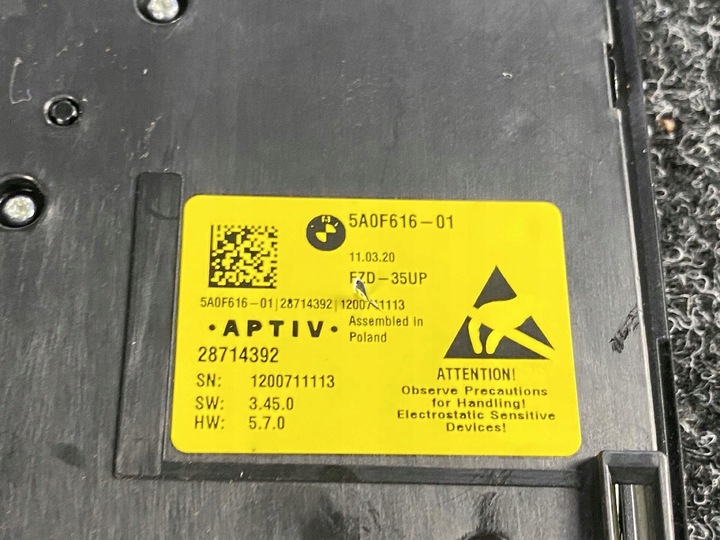 5A0F616-01
11.03.20
FZD-35UP
5A0F616-01|28714392|1200711113
·APTIV·
Assembled in
Poland
28714392
SN: 1200711113
SW: 3.45.0
HW: 5.7.0
ATTENTION!
Observe Precautions
for Handling!
Electrostatic Sensitive
Devices!